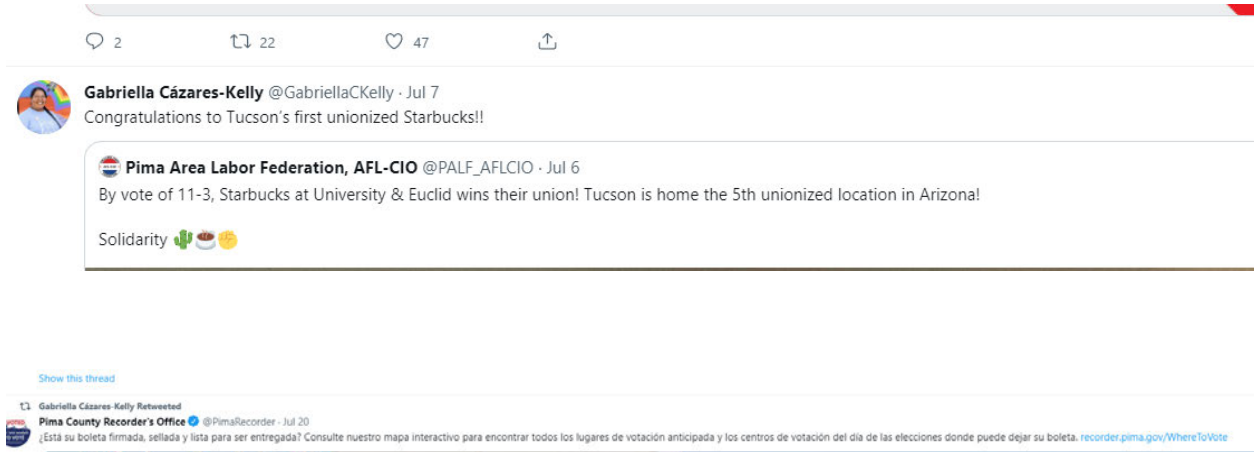 2 22 47
Gabriella Cázares-Kelly @GabriellaCKelly · Jul 7
Congratulations to Tucson's first unionized Starbucks!!
Pima Area Labor Federation, AFL-CIO @PALF_AFLCIO · Jul 6
By vote of 11-3, Starbucks at University & Euclid wins their union! Tucson is home the 5th unionized location in Arizona!
Solidarity 🌵☕✊
Show this thread
Gabriella Cázares-Kelly Retweeted
Pima County Recorder's Office @PimaRecorder · Jul 20
¿Está su boleta firmada, sellada y lista para ser entregada? Consulte nuestro mapa interactivo para encontrar todos los lugares de votación anticipada y los centros de votación del día de las elecciones donde puede dejar su boleta. recorder.pima.gov/WhereToVote